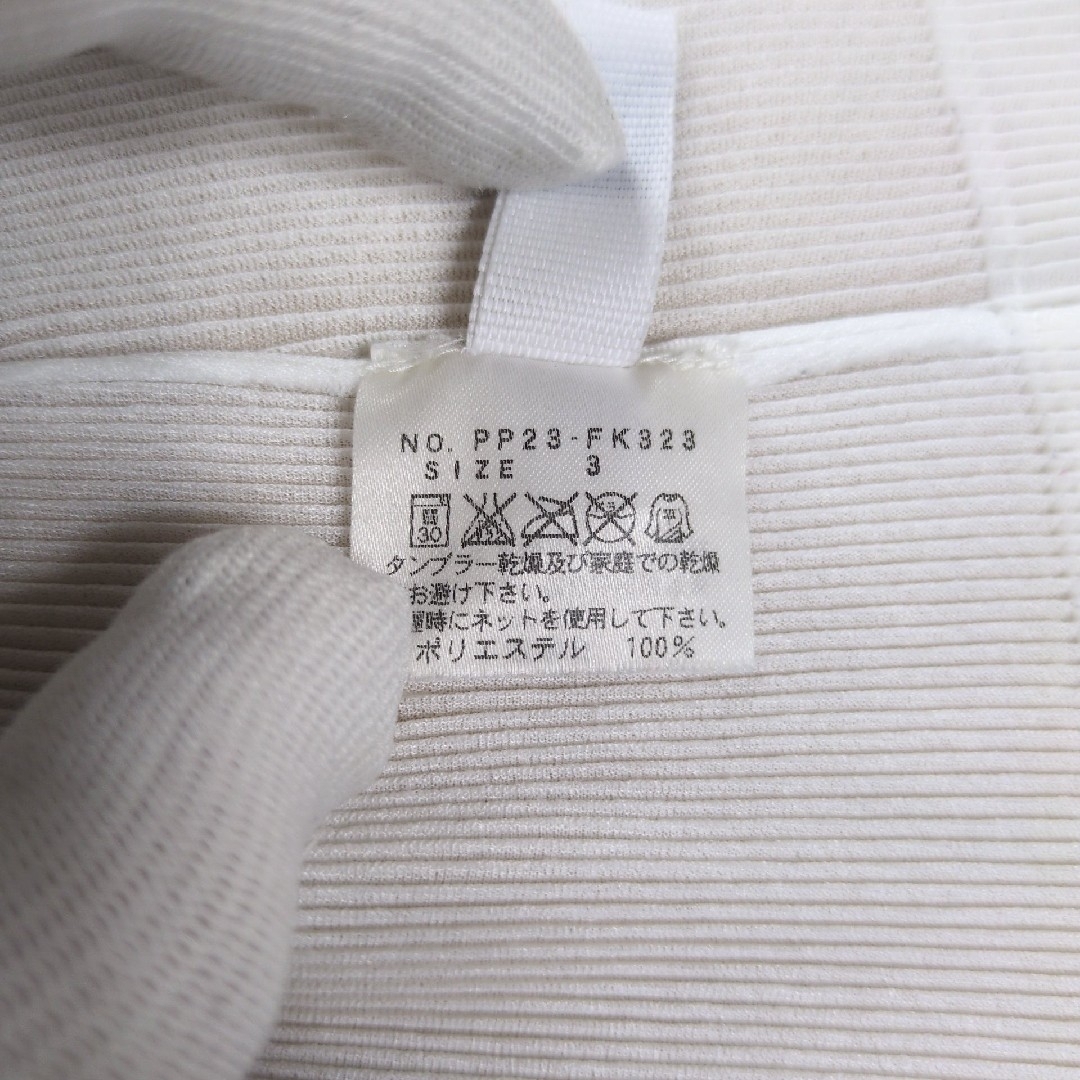 NO. PP23-FK323
SIZE 3
30
タンブラー乾燥及び家庭での乾燥
お避け下さい。
時にネットを使用して下さい。
ポリエステル 100%